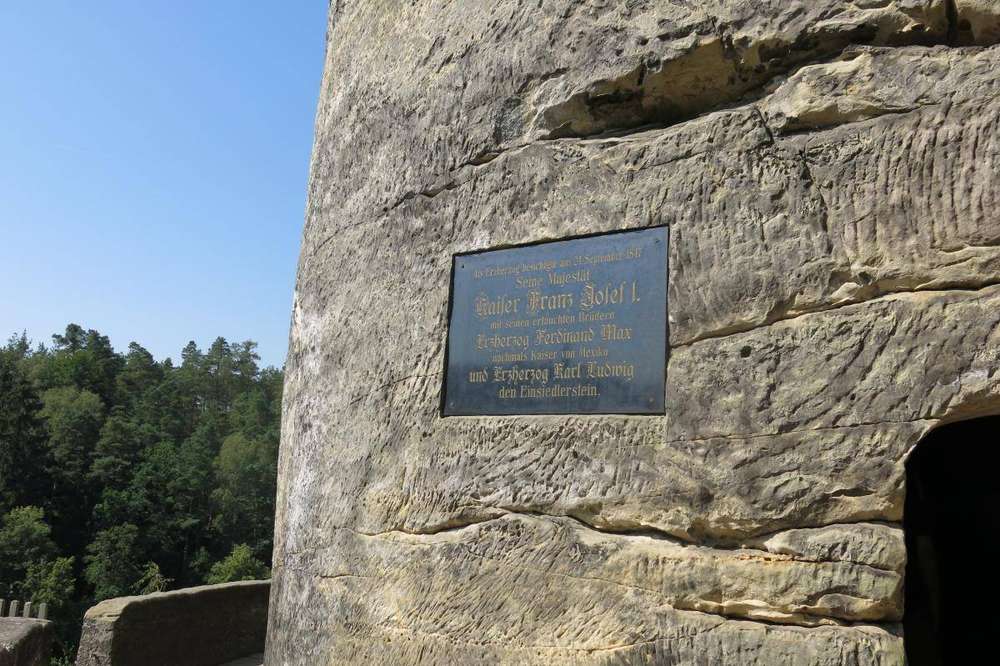 Als Erzherzog besichtigte am 21. September 1847
Seine Majestät
Kaiser Franz Josef I.
mit seinen erlauchten Brüdern
Erzherzog Ferdinand Max
nachmals Kaiser von Mexiko
und Erzherzog Karl Ludwig
den Einsiedlerstein.